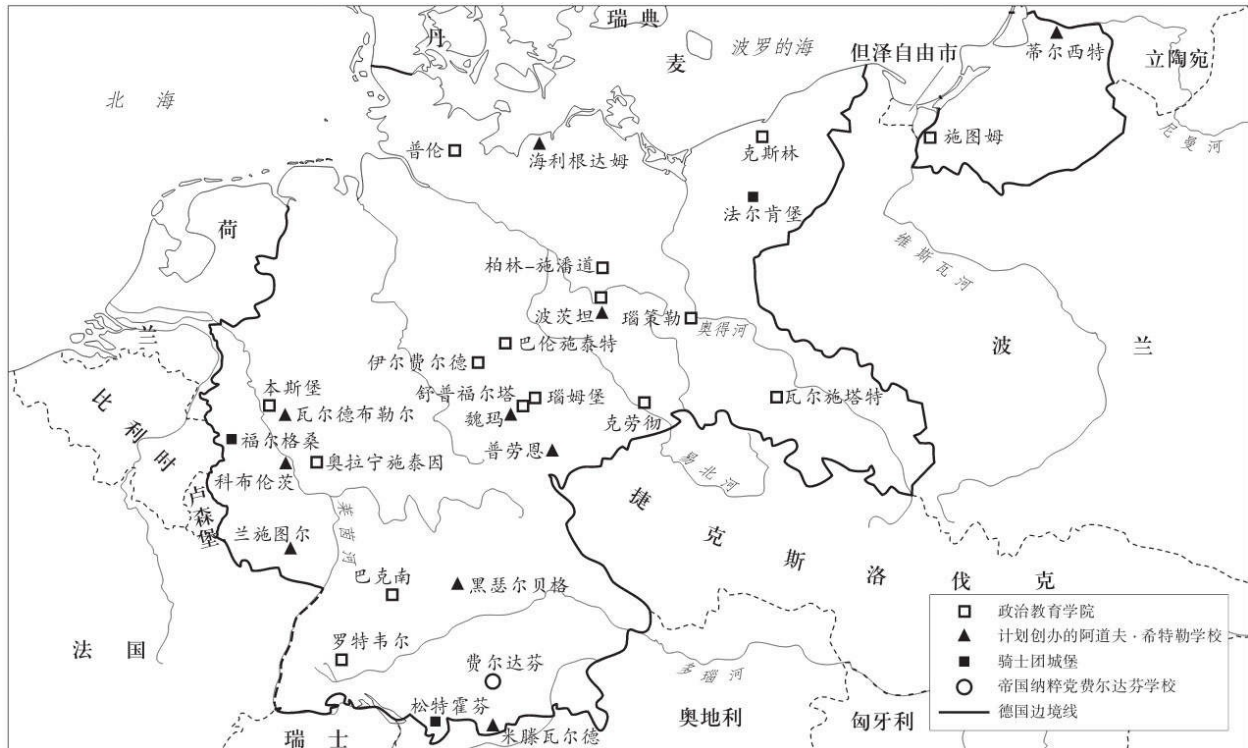 瑞典
丹
麦
波罗的海
但泽自由市
蒂尔西特
立陶宛
北海
尼曼河
普伦
海利根达姆
克斯林
施图姆
法尔肯堡
荷
维斯瓦河
柏林–施潘道
波茨坦
瑙策勒
奥得河
兰
巴伦施泰特
波兰
伊尔费尔德
比利时
本斯堡
舒普福尔塔
瑙姆堡
瓦尔施塔特
瓦尔德布勒尔
魏玛
克劳彻
福尔格桑
普劳恩
奥拉宁施泰因
易北河
科布伦茨
卢森堡
捷克斯洛伐克
莱茵河
兰施图尔
巴克南
黑瑟尔贝格
法国
罗特韦尔
费尔达芬
多瑙河
松特霍芬
米滕瓦尔德
瑞士
奥地利
匈牙利
政治教育学院
计划创办的阿道夫·希特勒学校
骑士团城堡
帝国纳粹党费尔达芬学校
德国边境线